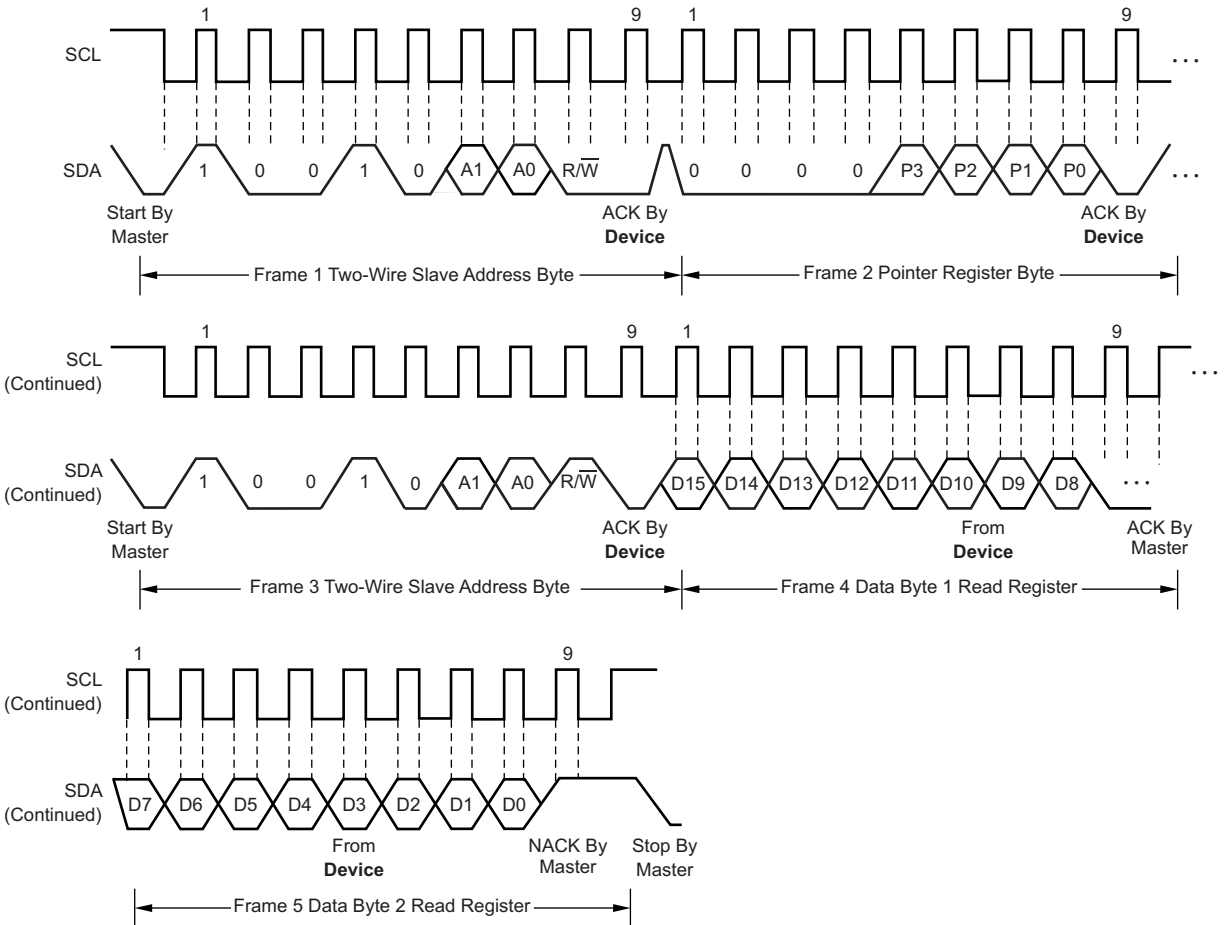 1 9 1 9
SCL ...
SDA 1 0 0 1 0 A1 A0 R/W̅ 0 0 0 0 P3 P2 P1 P0 ...
Start By Master ACK By Device ACK By Device
Frame 1 Two-Wire Slave Address Byte Frame 2 Pointer Register Byte
1 9 1 9
SCL (Continued) ...
SDA (Continued) 1 0 0 1 0 A1 A0 R/W̅ D15 D14 D13 D12 D11 D10 D9 D8 ...
Start By Master ACK By Device From Device ACK By Master
Frame 3 Two-Wire Slave Address Byte Frame 4 Data Byte 1 Read Register
1 9
SCL (Continued)
SDA (Continued) D7 D6 D5 D4 D3 D2 D1 D0
From Device NACK By Master Stop By Master
Frame 5 Data Byte 2 Read Register